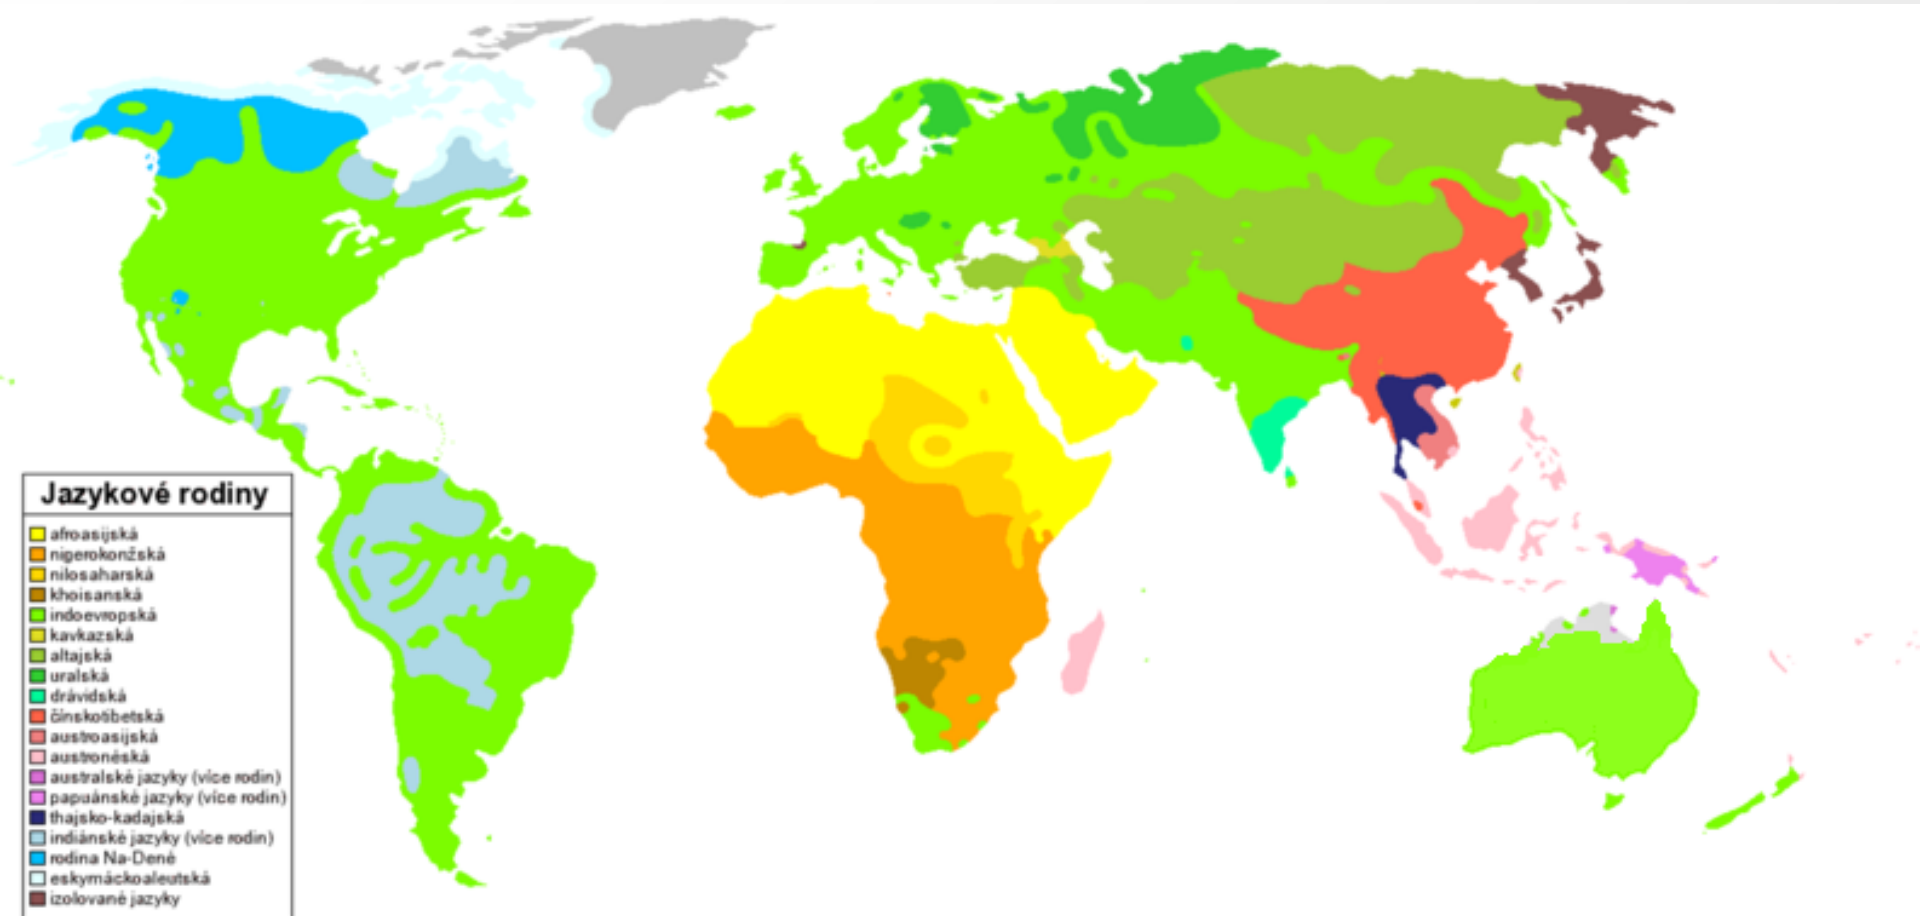 Jazykové rodiny
afroasijská
nigerokonžská
nilosaharská
khoisanská
indoevropská
kavkazská
altajská
uralská
drávidská
čínskotibetská
austroasijská
austronéská
australské jazyky (více rodin)
papuánské jazyky (více rodin)
thajsko-kadajská
indiánské jazyky (více rodin)
rodina Na-Dené
eskymáckoaleutská
izolované jazyky